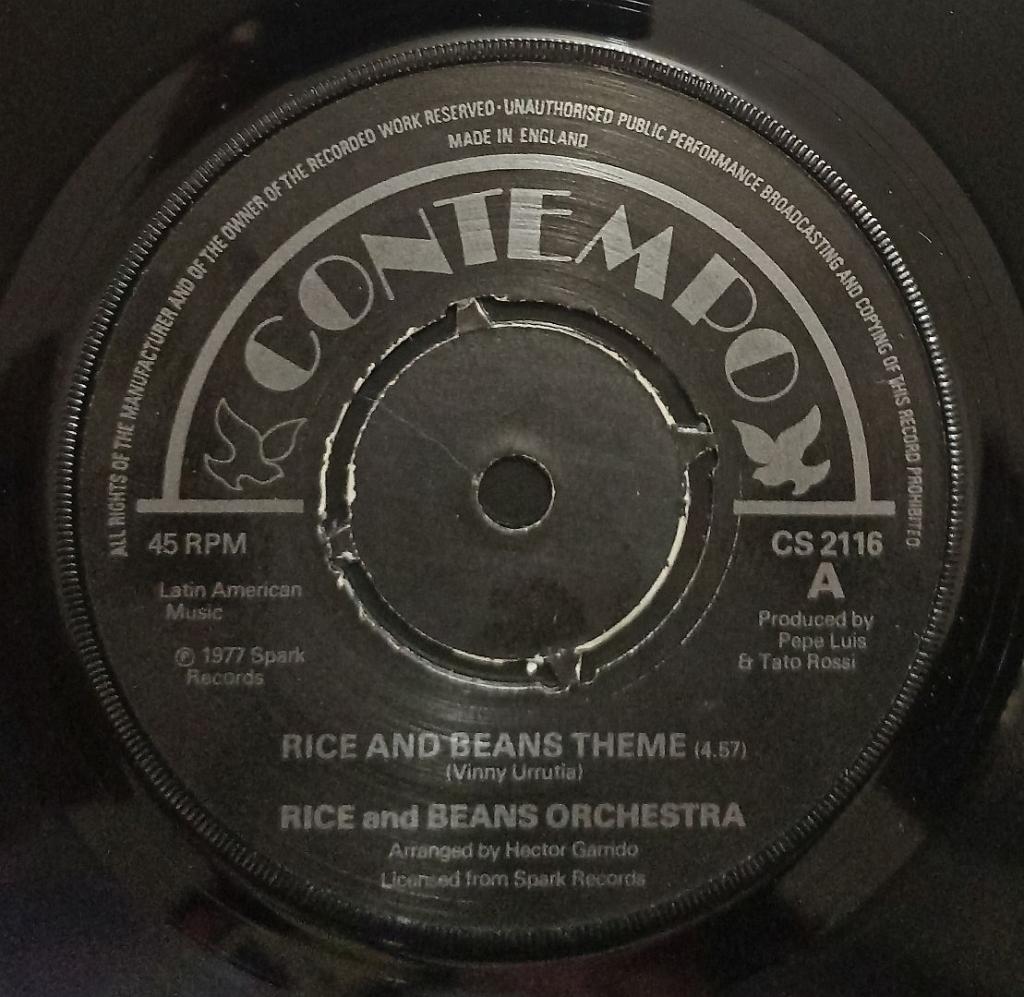 ALL RIGHTS OF THE MANUFACTURER AND OF THE OWNER OF THE RECORDED WORK RESERVED · UNAUTHORISED PUBLIC PERFORMANCE BROADCASTING AND COPYING OF THIS RECORD PROHIBITED
MADE IN ENGLAND
CONTEMPO
45 RPM
Latin American
Music
℗ 1977 Spark
Records
CS 2116
A
Produced by
Pepe Luis
& Tato Rossi
RICE AND BEANS THEME (4.57)
(Vinny Urrutia)
RICE and BEANS ORCHESTRA
Arranged by Hector Garrido
Licensed from Spark Records